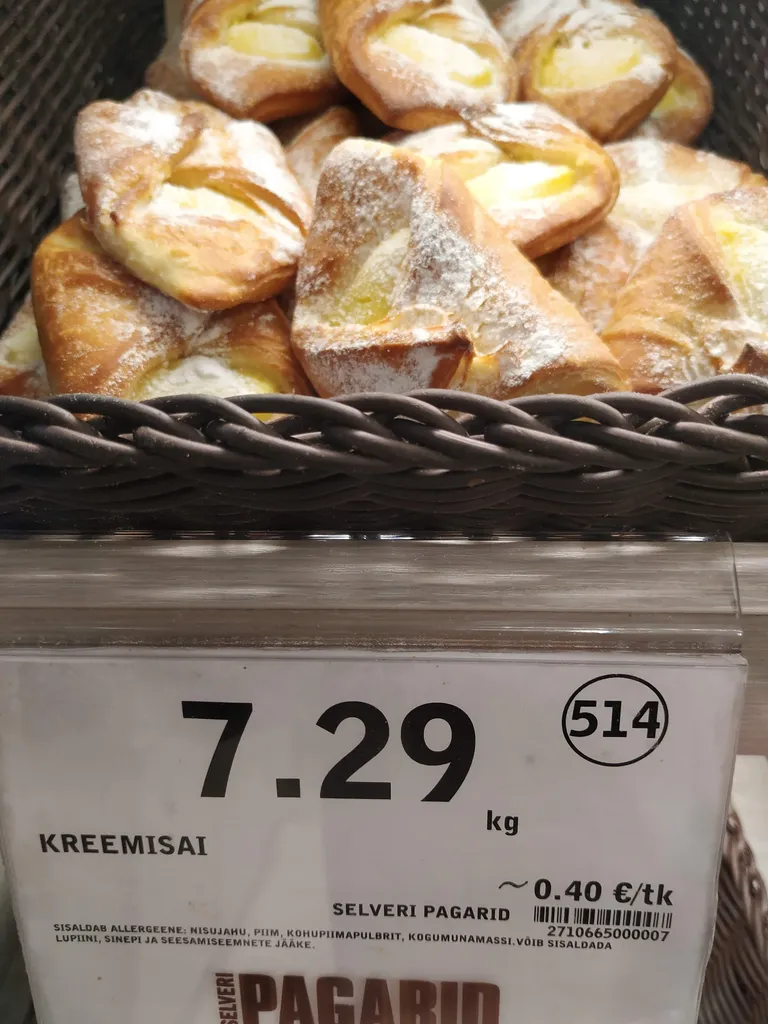 7.29
514
kg
KREEMISAI
~0.40 €/tk
SELVERI PAGARID
2710665000007
SISALDAB ALLERGEENE: NISUJAHU, PIIM, KOHUPIIMAPULBRIT, KOGUMUNAMASSI.VÕIB SISALDADA
LUPIINI, SINEPI JA SEESAMISEEMNETE JÄÄKE.
SELVERI
PAGARID